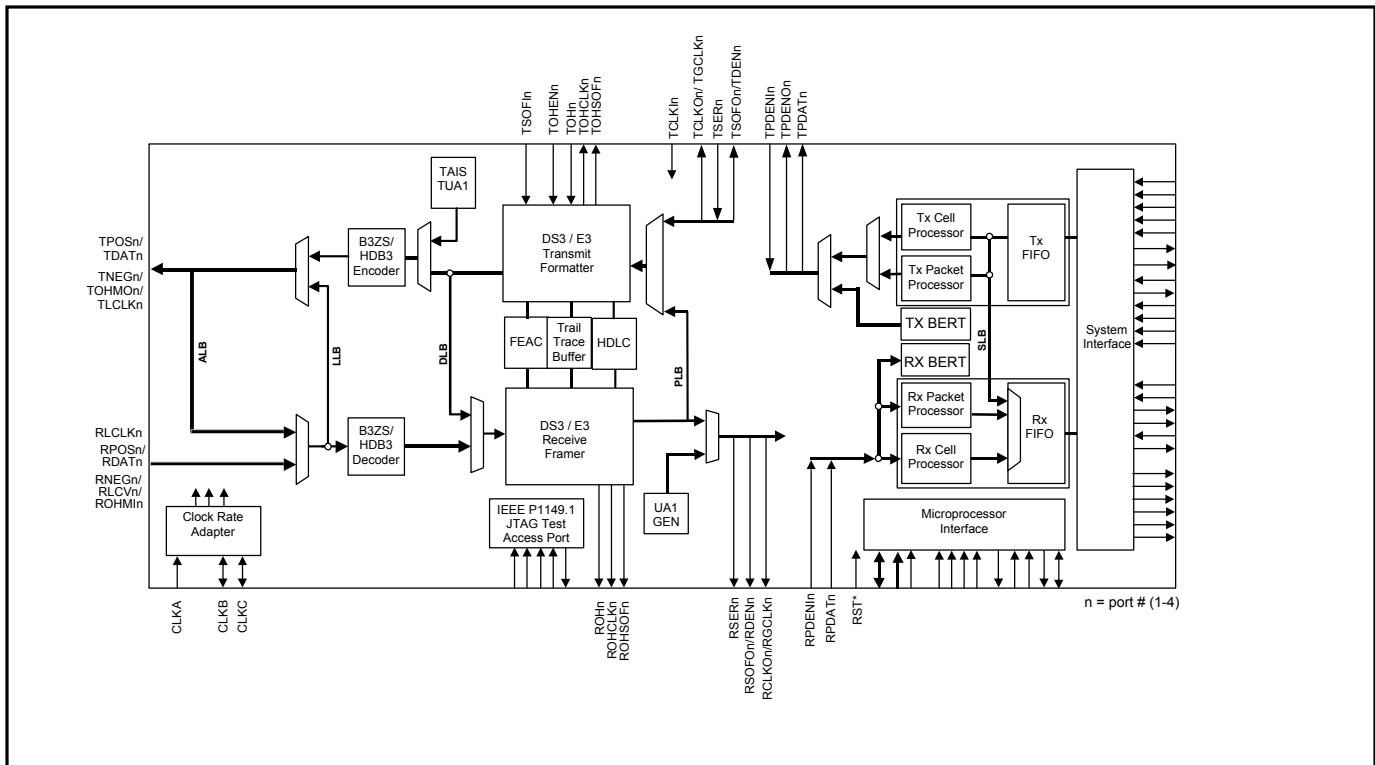 TSOFIn
TOHENn
TOHn
TOHCLKn
TOHSOFn
TCLKIn
TCLKOn/ TGCLKn
TSERn
TSOFOn/TDENn
TPDENIn
TPDENOn
TPDATn
TAIS
TUA1
TPOSn/
TDATn
TNEGn/
TOHMOn/
TLCLKn
B3ZS/
HDB3
Encoder
DS3 / E3
Transmit
Formatter
Tx Cell
Processor
Tx Packet
Processor
Tx
FIFO
TX BERT
RX BERT
System
Interface
FEAC
Trail
Trace
Buffer
HDLC
ALB
LLB
DLB
PLB
SLB
RLCLKn
RPOSn/
RDATn
RNEGn/
RLCVn/
ROHMIn
B3ZS/
HDB3
Decoder
DS3 / E3
Receive
Framer
Rx Packet
Processor
Rx Cell
Processor
Rx
FIFO
UA1
GEN
Clock Rate
Adapter
IEEE P1149.1
JTAG Test
Access Port
Microprocessor
Interface
CLKA
CLKB
CLKC
ROHn
ROHCLKn
ROHSOFn
RSERn
RSOFOn/RDENn
RCLKOn/RGCLKn
RPDENIn
RPDATn
RST*
n = port # (1-4)